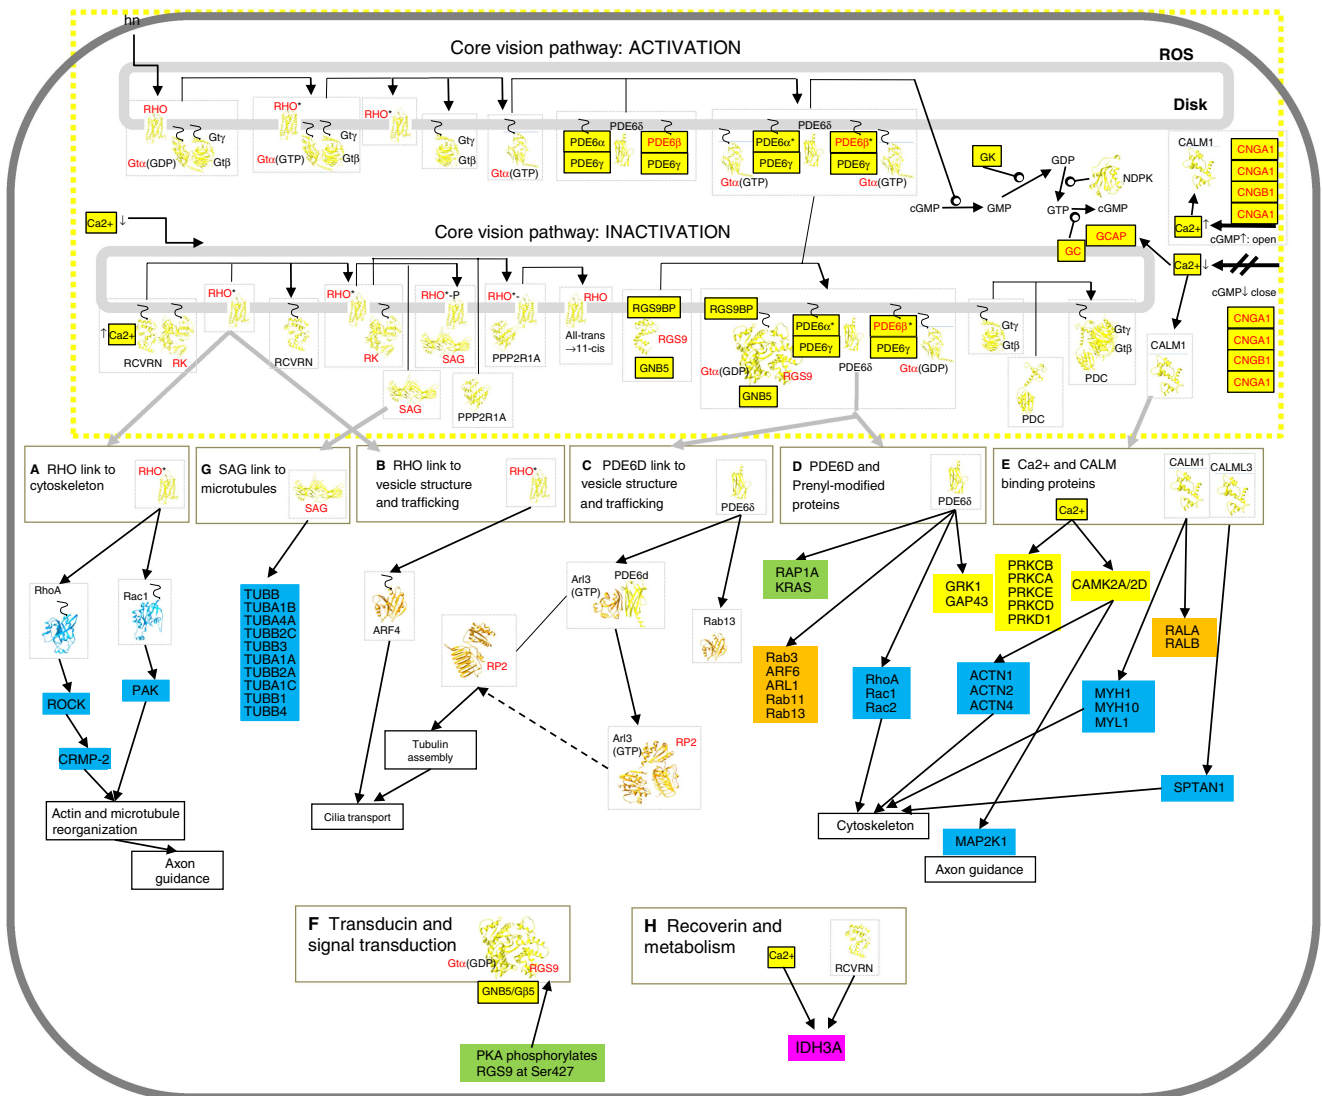 hn
Core vision pathway: ACTIVATION
ROS
Disk
RHO
Gtα(GDP)
Gtγ
Gtβ
RHO*
Gtα(GTP)
Gtγ
Gtβ
RHO*
Gtγ
Gtβ
Gtα(GTP)
PDE6δ
PDE6α
PDE6γ
PDE6β
PDE6γ
PDE6δ
PDE6α*
PDE6γ
PDE6β*
PDE6γ
Gtα(GTP)
Gtα(GTP)
GK
GDP
NDPK
cGMP
GMP
GTP
cGMP
GC
GCAP
CALM1
Ca2+ ↑
cGMP↑: open
CNGA1
CNGA1
CNGB1
CNGA1
Ca2+ ↓
Core vision pathway: INACTIVATION
Ca2+ ↓
cGMP↓ close
CNGA1
CNGA1
CNGB1
CNGA1
CALM1
↑ Ca2+
RCVRN
RK
RHO*
RCVRN
RHO*
RK
RHO*-P
SAG
SAG
RHO*-
PPP2R1A
PPP2R1A
RHO
All-trans
→11-cis
RGS9BP
RGS9
GNB5
RGS9BP
Gtα(GDP)
RGS9
GNB5
PDE6α*
PDE6γ
PDE6δ
PDE6β*
PDE6γ
Gtα(GDP)
Gtγ
Gtβ
PDC
Gtγ
Gtβ
PDC
A RHO link to
cytoskeleton
RHO*
G SAG link to
microtubules
SAG
B RHO link to
vesicle structure
and trafficking
RHO*
C PDE6D link to
vesicle structure
and trafficking
PDE6δ
D PDE6D and
Prenyl-modified
proteins
PDE6δ
E Ca2+ and CALM
binding proteins
Ca2+
CALM1
CALML3
RhoA
Rac1
ROCK
PAK
CRMP-2
Actin and microtubule
reorganization
Axon
guidance
TUBB
TUBA1B
TUBA4A
TUBB2C
TUBB3
TUBA1A
TUBB2A
TUBA1C
TUBB1
TUBB4
ARF4
RP2
Tubulin
assembly
Cilia transport
Arl3
(GTP)
PDE6d
Rab13
Arl3
(GTP)
RP2
RAP1A
KRAS
GRK1
GAP43
Rab3
ARF6
ARL1
Rab11
Rab13
RhoA
Rac1
Rac2
PRKCB
PRKCA
PRKCE
PRKCD
PRKD1
CAMK2A/2D
ACTN1
ACTN2
ACTN4
MYH1
MYH10
MYL1
RALA
RALB
SPTAN1
Cytoskeleton
MAP2K1
Axon guidance
F Transducin and
signal transduction
Gtα(GDP)
RGS9
GNB5/Gβ5
PKA phosphorylates
RGS9 at Ser427
H Recoverin and
metabolism
Ca2+
RCVRN
IDH3A